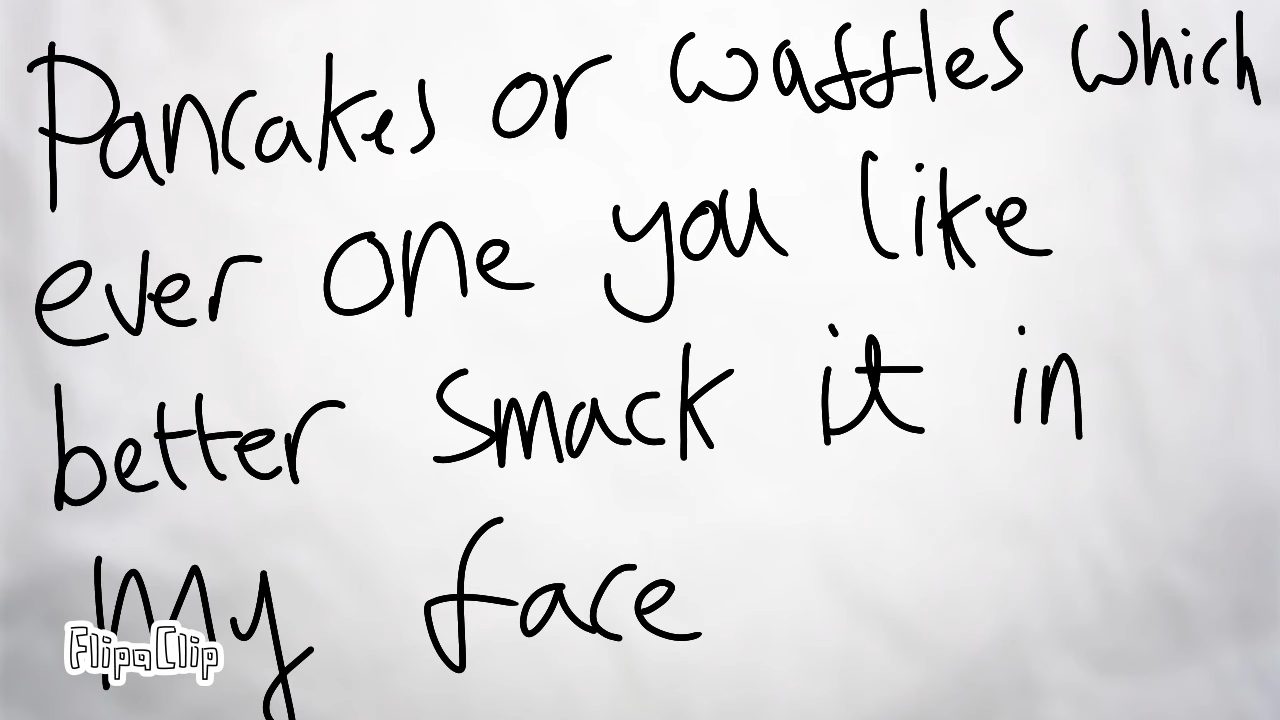 Pancakes or waffles which
ever one you like
better smack it in
my face
FlipaClip